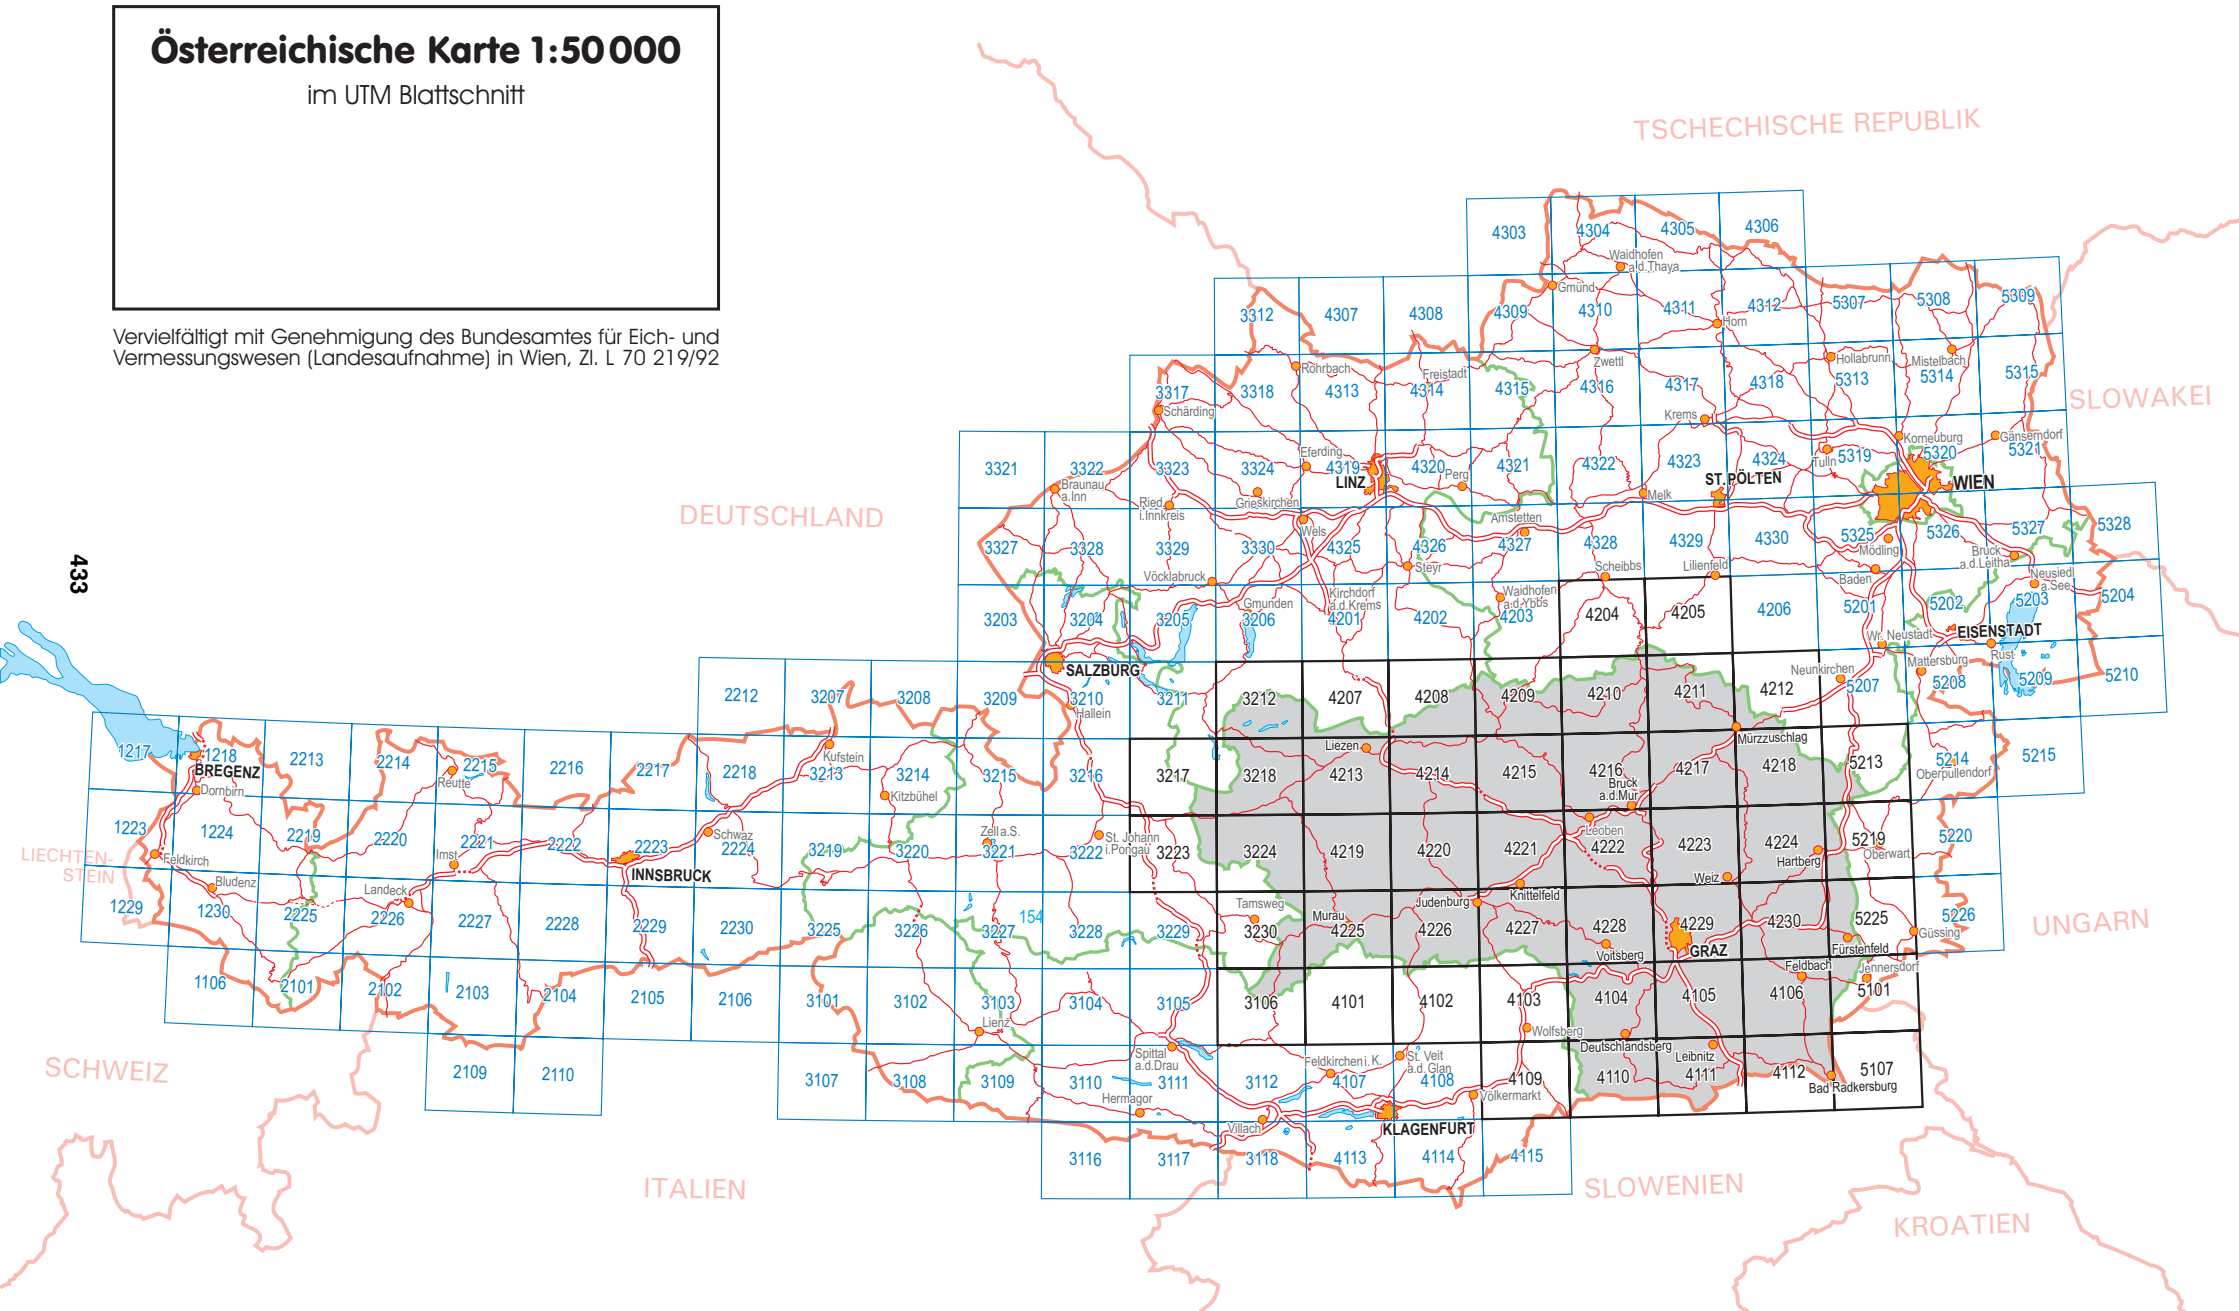 Österreichische Karte 1:50 000
im UTM Blattschnitt
Vervielfältigt mit Genehmigung des Bundesamtes für Eich- und
Vermessungswesen (Landesaufnahme) in Wien, Zl. L 70 219/92
433
TSCHECHISCHE REPUBLIK
SLOWAKEI
DEUTSCHLAND
LIECHTEN-
STEIN
SCHWEIZ
ITALIEN
SLOWENIEN
KROATIEN
UNGARN
4303 4304 4305 4306
Waidhofen
a.d.Thaya
Gmünd
3312 4307 4308 4309 4310 4311 4312 5307 5308 5309
Horn
Rohrbach
Freistadt
Zwettl
Hollabrunn
Mistelbach
3317 3318 4313 4314 4315 4316 4317 4318 5313 5314 5315
Schärding
Krems
Korneuburg
Gänserndorf
Eferding
3321 3322 3323 3324 4319 4320 4321 4322 4323 4324 5319 5320 5321
LINZ
Perg
Tulln
ST. PÖLTEN
WIEN
Braunau
a.Inn
Ried
i.Innkreis
Grieskirchen
Melk
Wels
Amstetten
3327 3328 3329 3330 4325 4326 4327 4328 4329 4330 5325 5326 5327 5328
Mödling
Bruck
a.d.Leitha
Vöcklabruck
Steyr
Scheibbs
Lilienfeld
Baden
Neusiedl
a.See
Gmunden
Kirchdorf
a.d.Krems
Waidhofen
a.d.Ybbs
3203 3204 3205 3206 4201 4202 4203 4204 4205 4206 5201 5202 5203 5204
Wr. Neustadt
EISENSTADT
Rust
SALZBURG
Neunkirchen
Mattersburg
2212 3207 3208 3209 3210 3211 3212 4207 4208 4209 4210 4211 4212 5207 5208 5209 5210
Hallein
Liezen
Mürzzuschlag
1217 1218 2213 2214 2215 2216 2217 2218 3213 3214 3215 3216 3217 3218 4213 4214 4215 4216 4217 4218 5213 5214 5215
BREGENZ
Dornbirn
Reutte
Kufstein
Kitzbühel
Bruck
a.d.Mur
Oberpullendorf
1223 1224 2219 2220 2221 2222 2223 2224 3219 3220 3221 3222 3223 3224 4219 4220 4221 4222 4223 4224 5219 5220
Feldkirch
Imst
Schwaz
Zell a.S.
St. Johann
i.Pongau
Leoben
Hartberg
Oberwart
INNSBRUCK
Bludenz
Landeck
Tamsweg
Murau
Judenburg
Knittelfeld
Weiz
1229 1230 2225 2226 2227 2228 2229 2230 3225 3226 3227 154 3228 3229 3230 4225 4226 4227 4228 4229 4230 5225 5226
Voitsberg
GRAZ
Fürstenfeld
Güssing
Feldbach
Jennersdorf
1106 2101 2102 2103 2104 2105 2106 3101 3102 3103 3104 3105 3106 4101 4102 4103 4104 4105 4106 5101
Lienz
Wolfsberg
Spittal
a.d.Drau
Feldkirchen i. K.
St. Veit
a.d. Glan
Deutschlandsberg
Leibnitz
2109 2110 3107 3108 3109 3110 3111 3112 4107 4108 4109 4110 4111 4112 5107
Hermagor
Völkermarkt
Bad Radkersburg
Villach
KLAGENFURT
3116 3117 3118 4113 4114 4115